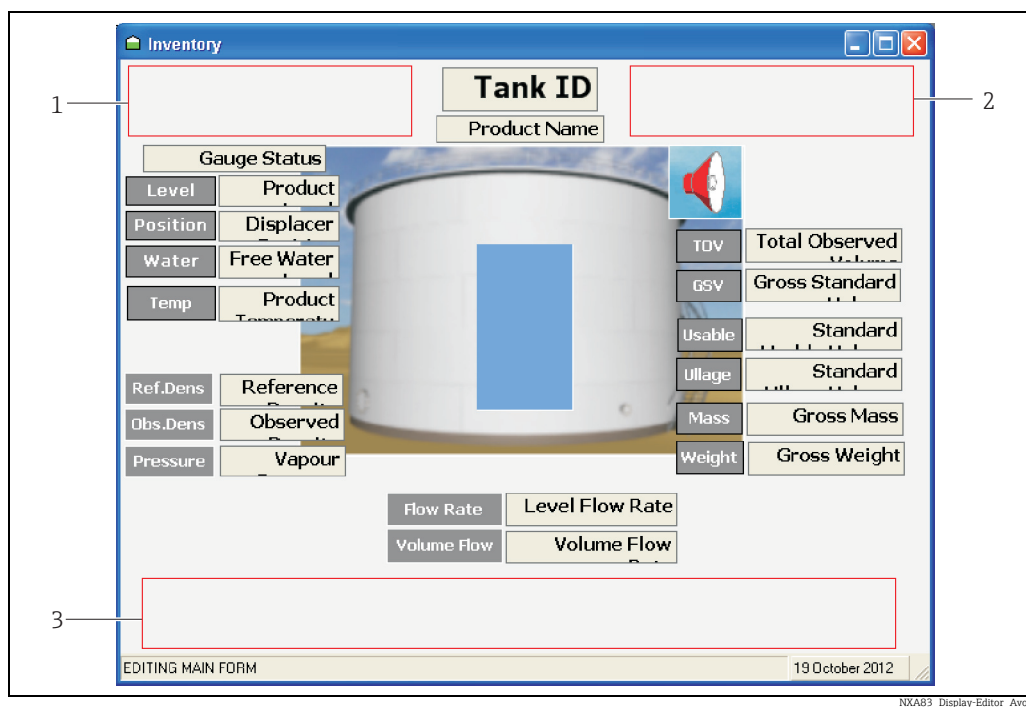 Inventory
1
Tank ID
2
Product Name
Gauge Status
Level
Product
Position
Displacer
TOV
Total Observed
Water
Free Water
GSV
Gross Standard
Temp
Product
Usable
Standard
Ullage
Standard
Ref.Dens
Reference
Obs.Dens
Observed
Mass
Gross Mass
Pressure
Vapour
Weight
Gross Weight
Flow Rate
Level Flow Rate
Volume Flow
Volume Flow
3
EDITING MAIN FORM
19 October 2012